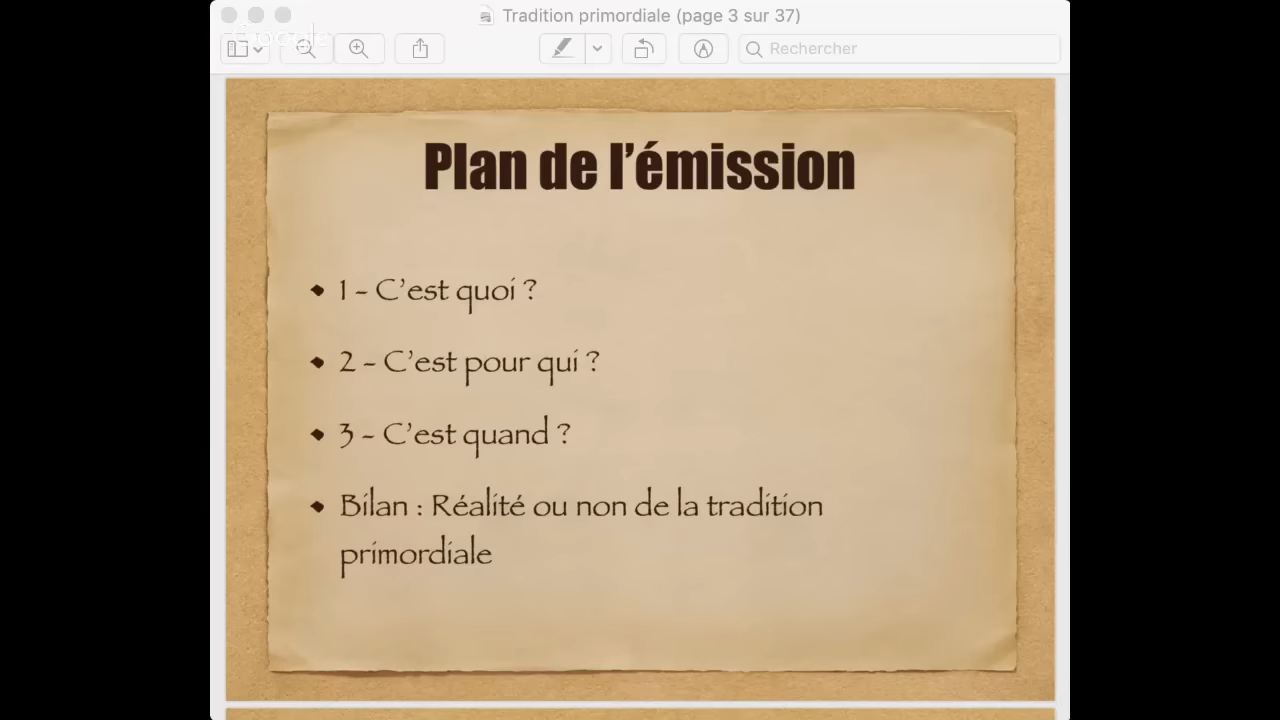 Tradition primordiale (page 3 sur 37)
Google
Rechercher
Plan de l’émission
1 - C’est quoi ?
2 - C’est pour qui ?
3 - C’est quand ?
Bilan : Réalité ou non de la tradition
primordiale